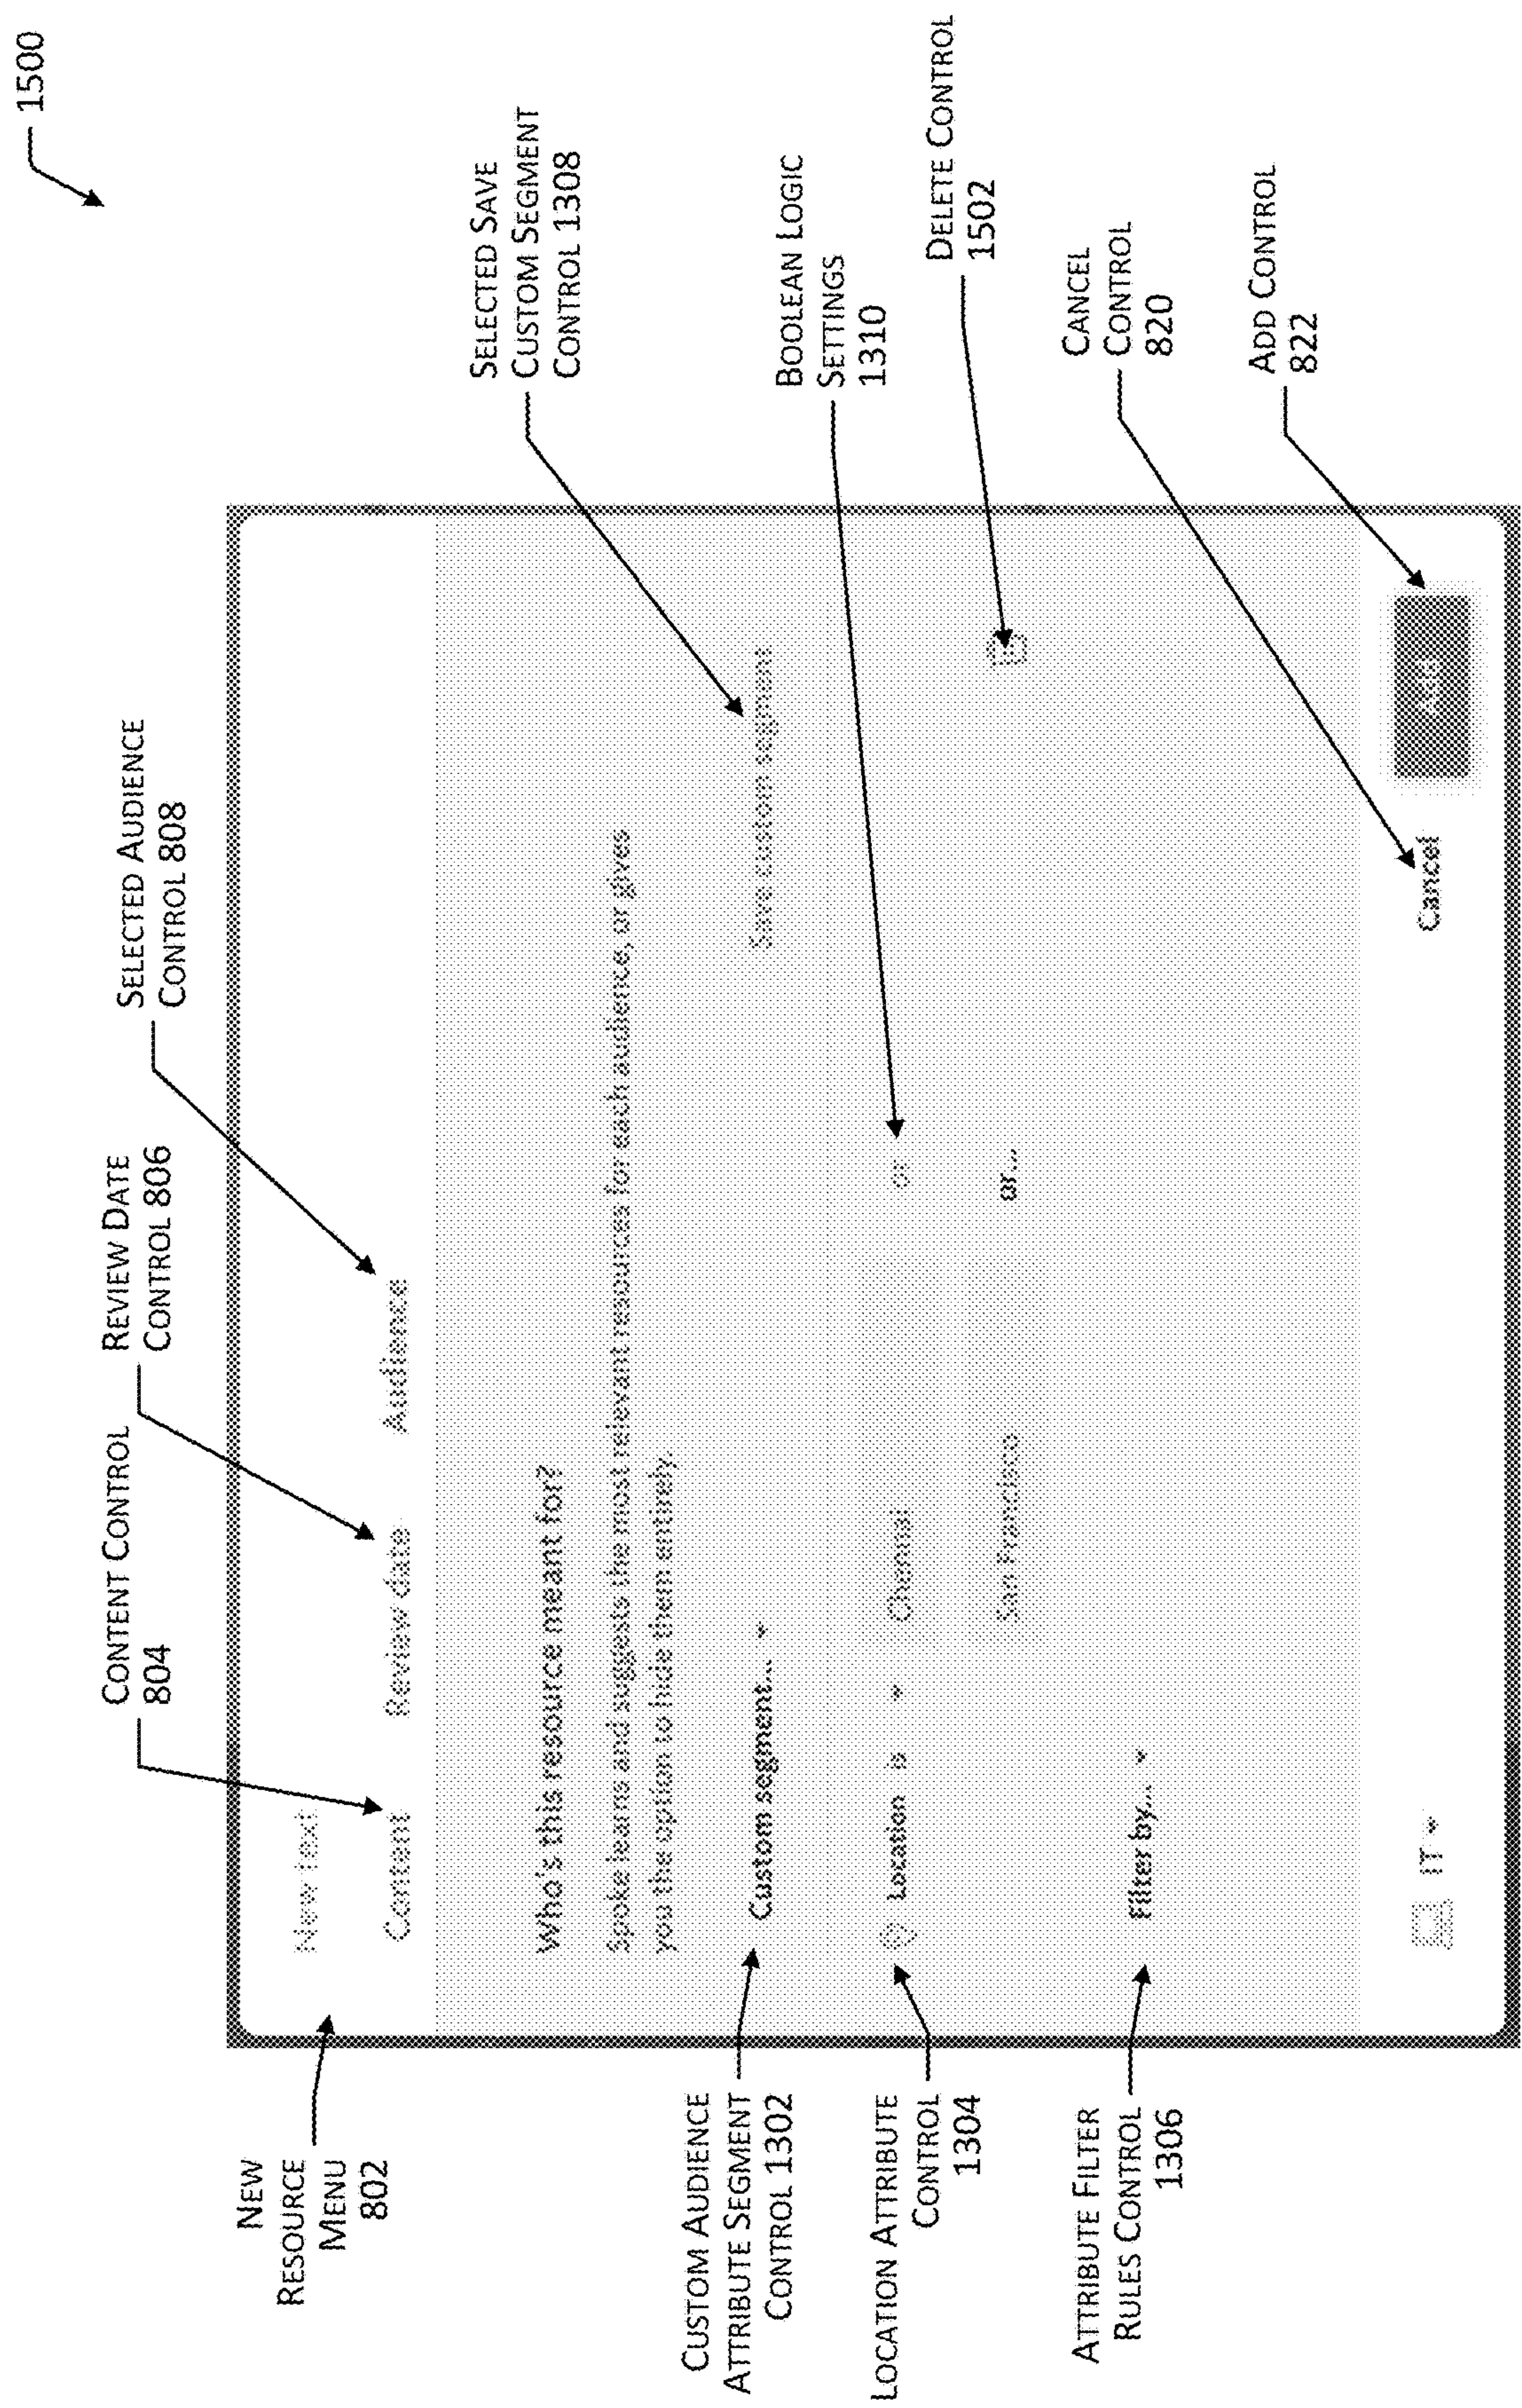 1500
CONTENT CONTROL
804
REVIEW DATE
CONTROL 806
SELECTED AUDIENCE
CONTROL 808
NEW
RESOURCE
MENU
802
New text
Content
Review date
Audience
Who's this resource meant for?
Spoke learns and suggests the most relevant resources for each audience, or gives
you the option to hide them entirely.
SELECTED SAVE
CUSTOM SEGMENT
CONTROL 1308
CUSTOM AUDIENCE
ATTRIBUTE SEGMENT
CONTROL 1302
Custom segment...
Save custom segment
BOOLEAN LOGIC
SETTINGS
1310
LOCATION ATTRIBUTE
CONTROL
1304
Location is
Chennai
or
San Francisco
or...
DELETE CONTROL
1502
ATTRIBUTE FILTER
RULES CONTROL
1306
Filter by...
CANCEL
CONTROL
820
ADD CONTROL
822
IT
Cancel
Add